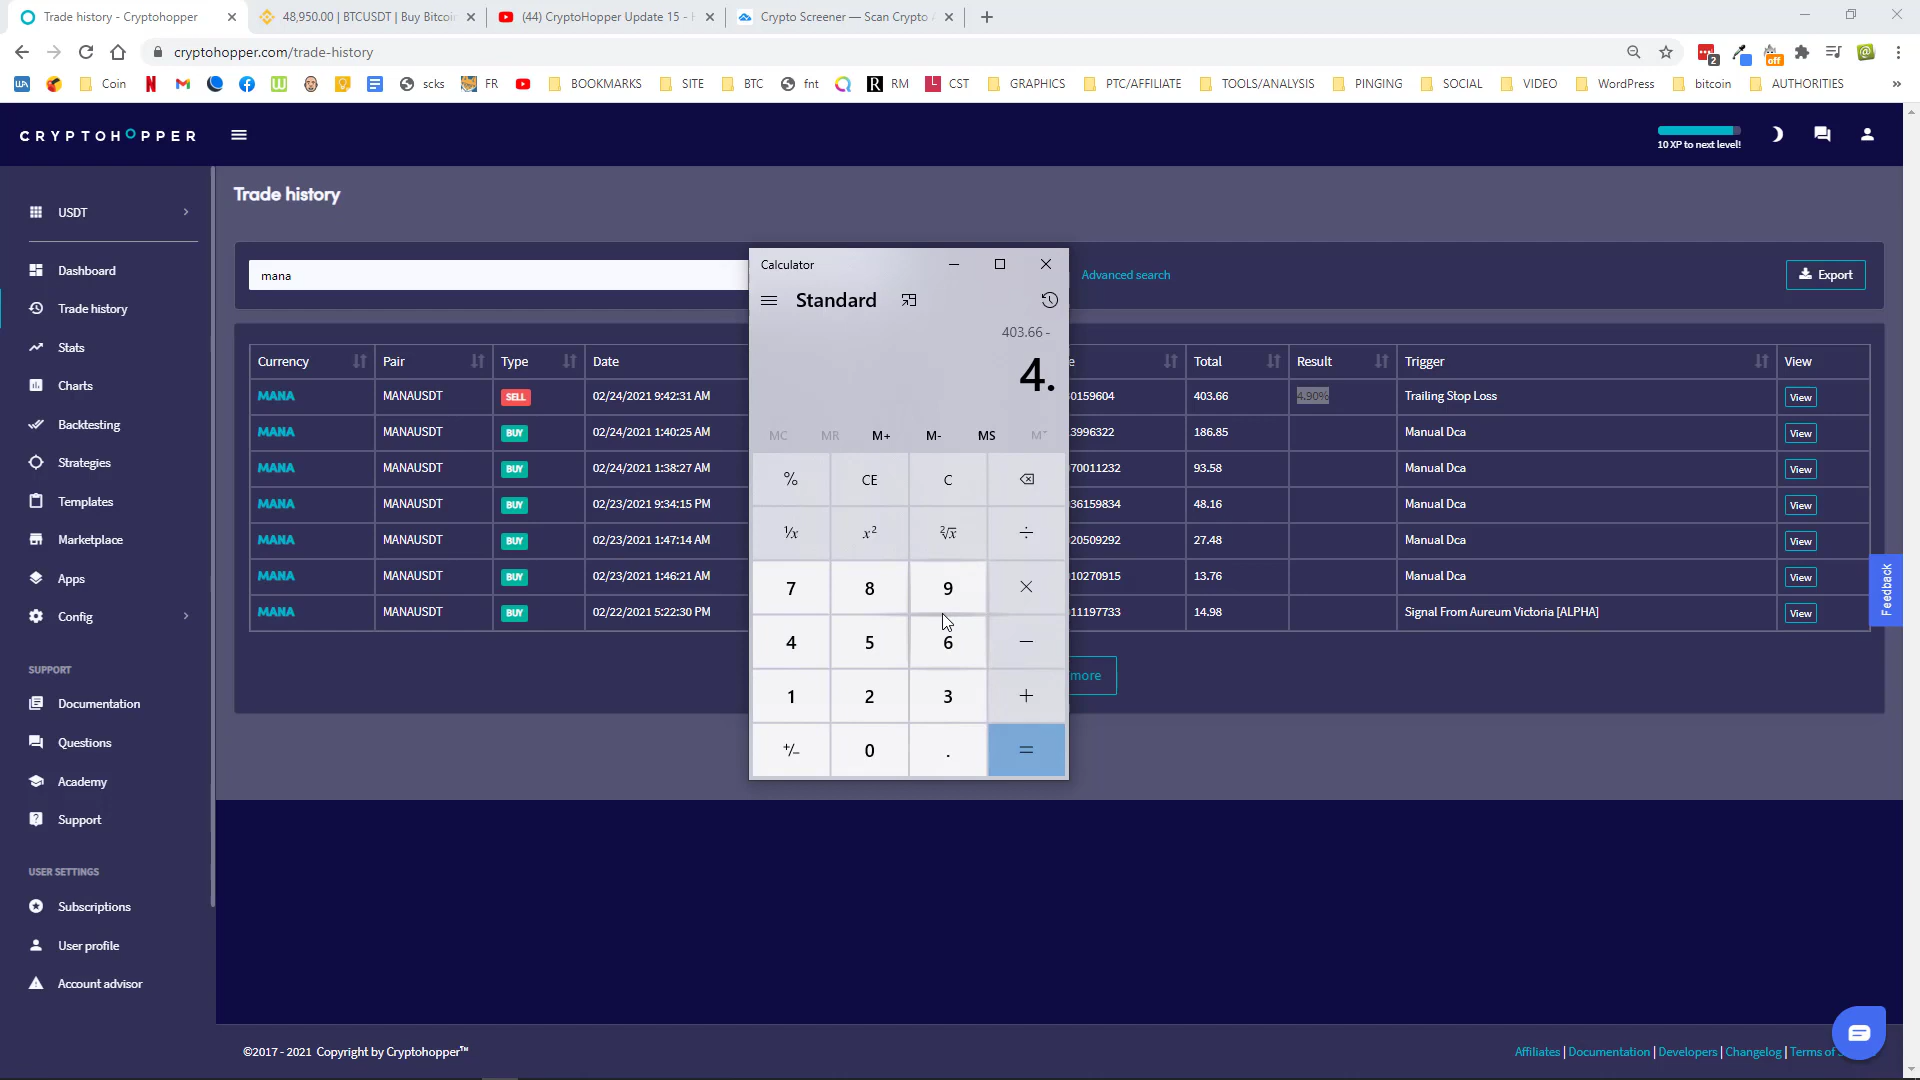 Trade history - Cryptohopper
48,950.00 | BTCUSDT | Buy Bitcoin
(44) CryptoHopper Update 15 -
Crypto Screener — Scan Crypto
cryptohopper.com/trade-history
2
off
Coin
scks
FR
BOOKMARKS
SITE
BTC
fnt
RM
CST
GRAPHICS
PTC/AFFILIATE
TOOLS/ANALYSIS
PINGING
SOCIAL
VIDEO
WordPress
bitcoin
AUTHORITIES
»
CRYPTOHOPPER
10 XP to next level!
USDT
Dashboard
Trade history
Stats
Charts
Backtesting
Strategies
Templates
Marketplace
Apps
Config
SUPPORT
Documentation
Questions
Academy
Support
USER SETTINGS
Subscriptions
User profile
Account advisor
Trade history
mana
Advanced search
Export
Currency Pair Type Date e Total Result Trigger View
MANA MANAUSDT SELL 02/24/2021 9:42:31 AM 0159604 403.66 4.90% Trailing Stop Loss View
MANA MANAUSDT BUY 02/24/2021 1:40:25 AM 3996322 186.85 Manual Dca View
MANA MANAUSDT BUY 02/24/2021 1:38:27 AM 70011232 93.58 Manual Dca View
MANA MANAUSDT BUY 02/23/2021 9:34:15 PM 36159834 48.16 Manual Dca View
MANA MANAUSDT BUY 02/23/2021 1:47:14 AM 20509292 27.48 Manual Dca View
MANA MANAUSDT BUY 02/23/2021 1:46:21 AM 10270915 13.76 Manual Dca View
MANA MANAUSDT BUY 02/22/2021 5:22:30 PM 11197733 14.98 Signal From Aureum Victoria [ALPHA] View
more
Calculator
Standard
403.66 -
4.
MC MR M+ M- MS M˅
% CE C
⅟x x² ²√x ÷
7 8 9 ×
4 5 6 −
1 2 3 +
+/− 0 . =
Feedback
©2017 - 2021 Copyright by Cryptohopper™
Affiliates | Documentation | Developers | Changelog | Terms of